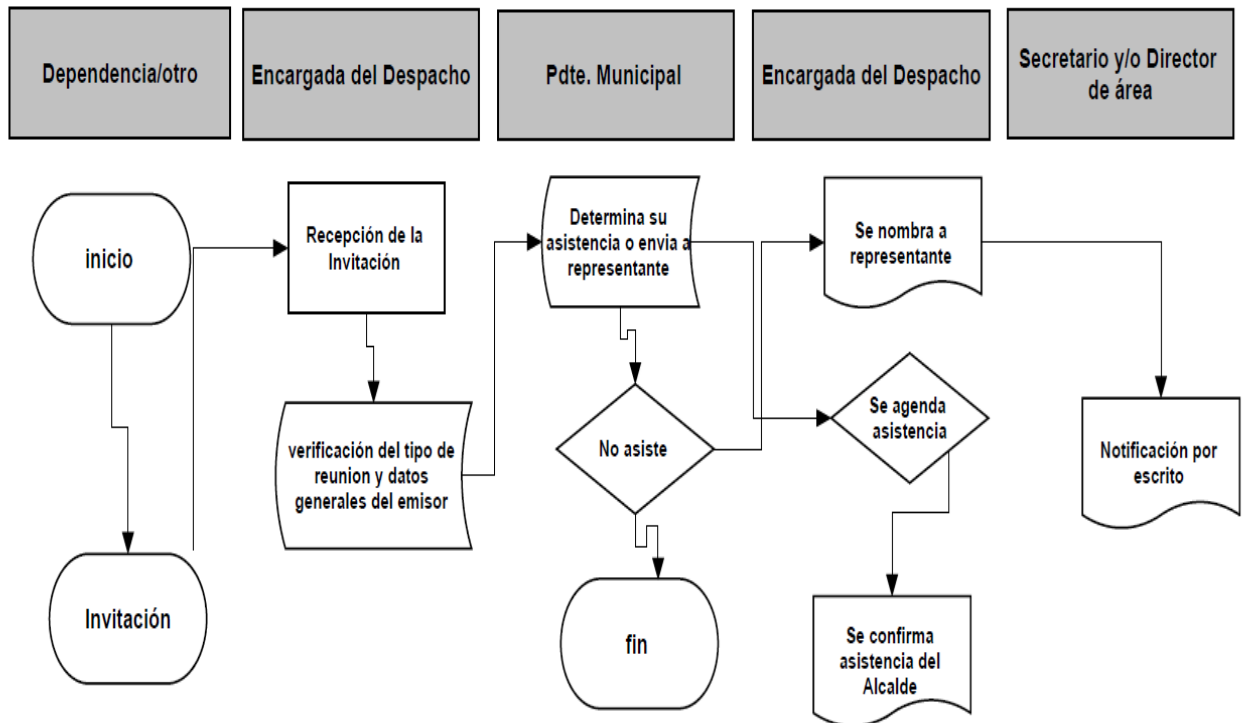 Dependencia/otro
Encargada del Despacho
Pdte. Municipal
Encargada del Despacho
Secretario y/o Director
de área
inicio
Invitación
Recepción de la
Invitación
verificación del tipo de
reunion y datos
generales del emisor
Determina su
asistencia o envia a
representante
No asiste
fin
Se nombra a
representante
Se agenda
asistencia
Se confirma
asistencia del
Alcalde
Notificación por
escrito